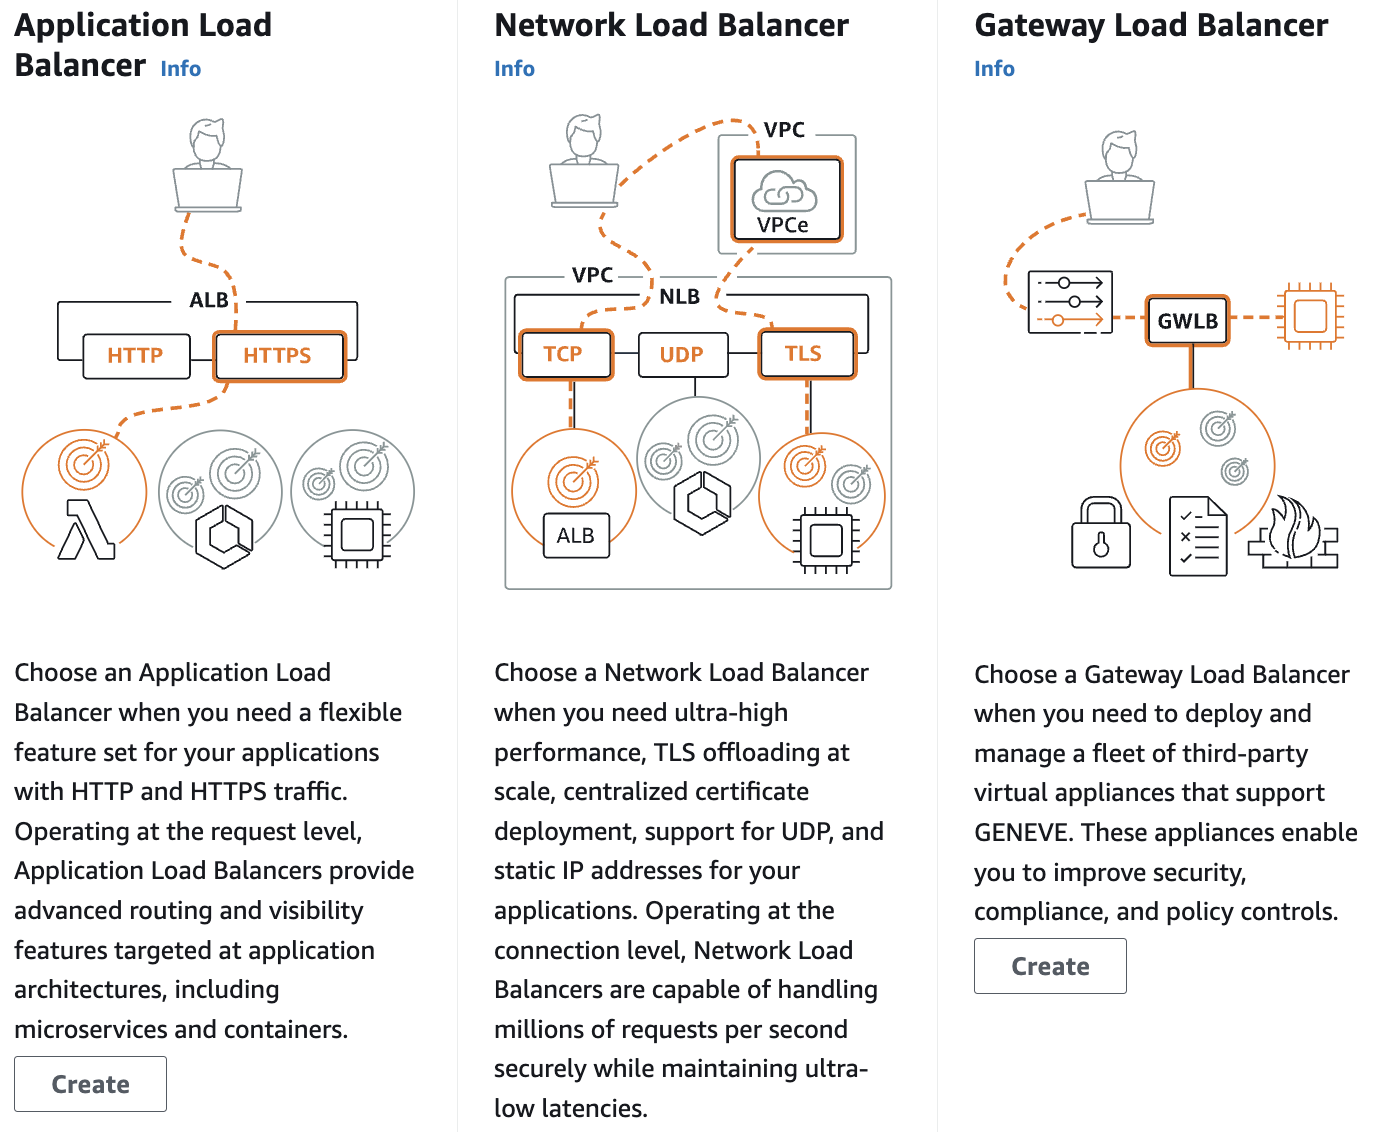 Application Load
Balancer Info
ALB
HTTP
HTTPS
Choose an Application Load
Balancer when you need a flexible
feature set for your applications
with HTTP and HTTPS traffic.
Operating at the request level,
Application Load Balancers provide
advanced routing and visibility
features targeted at application
architectures, including
microservices and containers.
Create
Network Load Balancer
Info
VPC
VPCe
VPC
NLB
TCP
UDP
TLS
ALB
Choose a Network Load Balancer
when you need ultra-high
performance, TLS offloading at
scale, centralized certificate
deployment, support for UDP, and
static IP addresses for your
applications. Operating at the
connection level, Network Load
Balancers are capable of handling
millions of requests per second
securely while maintaining ultra-
low latencies.
Gateway Load Balancer
Info
GWLB
Choose a Gateway Load Balancer
when you need to deploy and
manage a fleet of third-party
virtual appliances that support
GENEVE. These appliances enable
you to improve security,
compliance, and policy controls.
Create